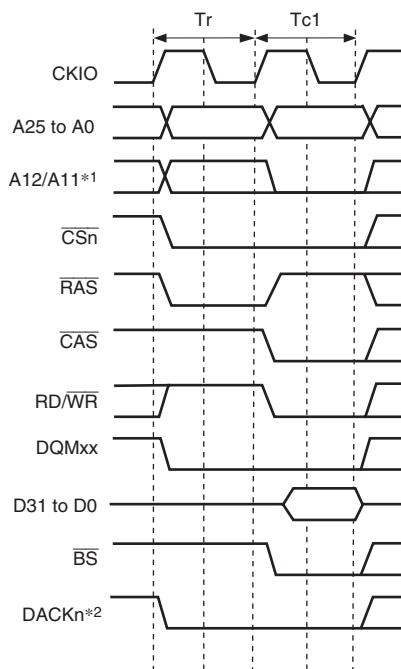 Tr Tc1
CKIO
A25 to A0
A12/A11*1
CSn
RAS
CAS
RD/WR
DQMxx
D31 to D0
BS
DACKn*2